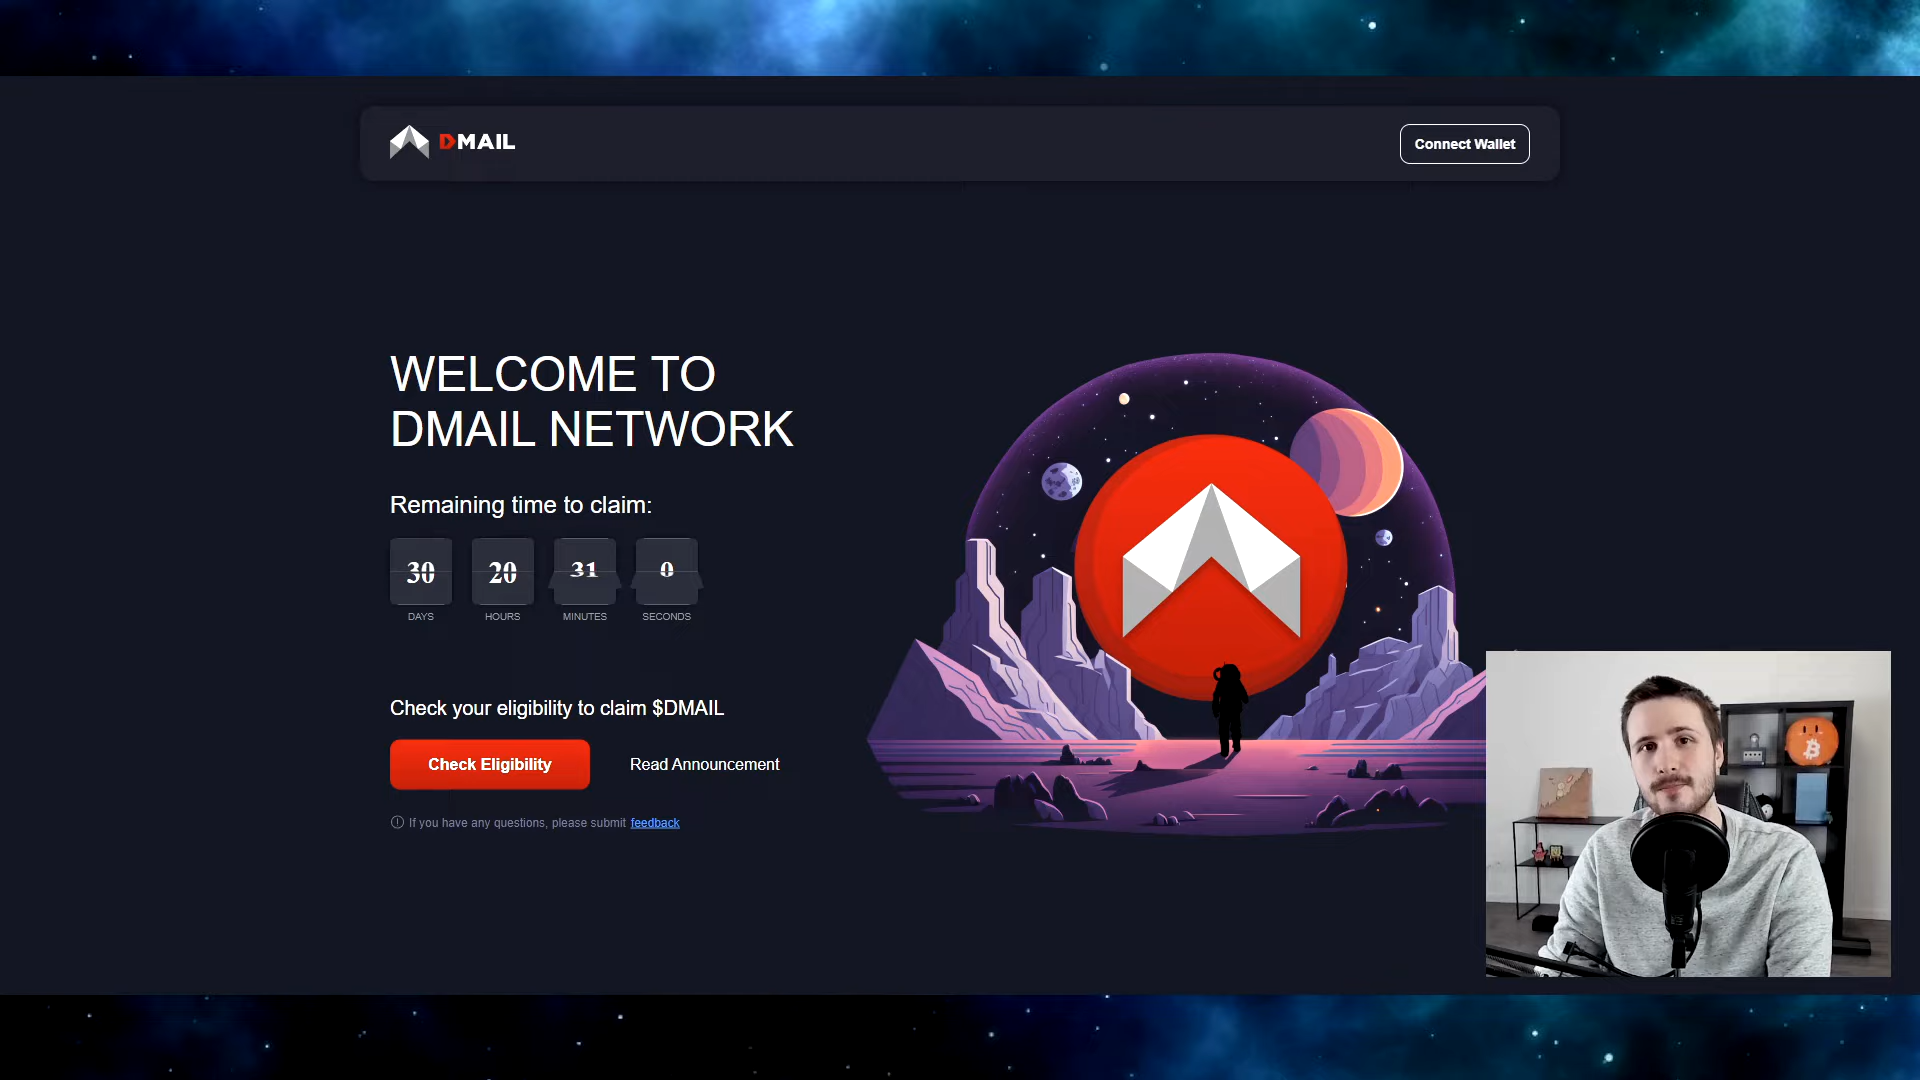 DMAIL
Connect Wallet
WELCOME TO
DMAIL NETWORK
Remaining time to claim:
30 20 31 0
DAYS HOURS MINUTES SECONDS
Check your eligibility to claim $DMAIL
Check Eligibility Read Announcement
If you have any questions, please submit feedback